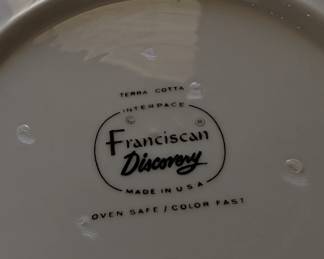 TERRA COTTA
INTERPACE
Franciscan ®
Discovery
MADE IN U S A
OVEN SAFE / COLOR FAST